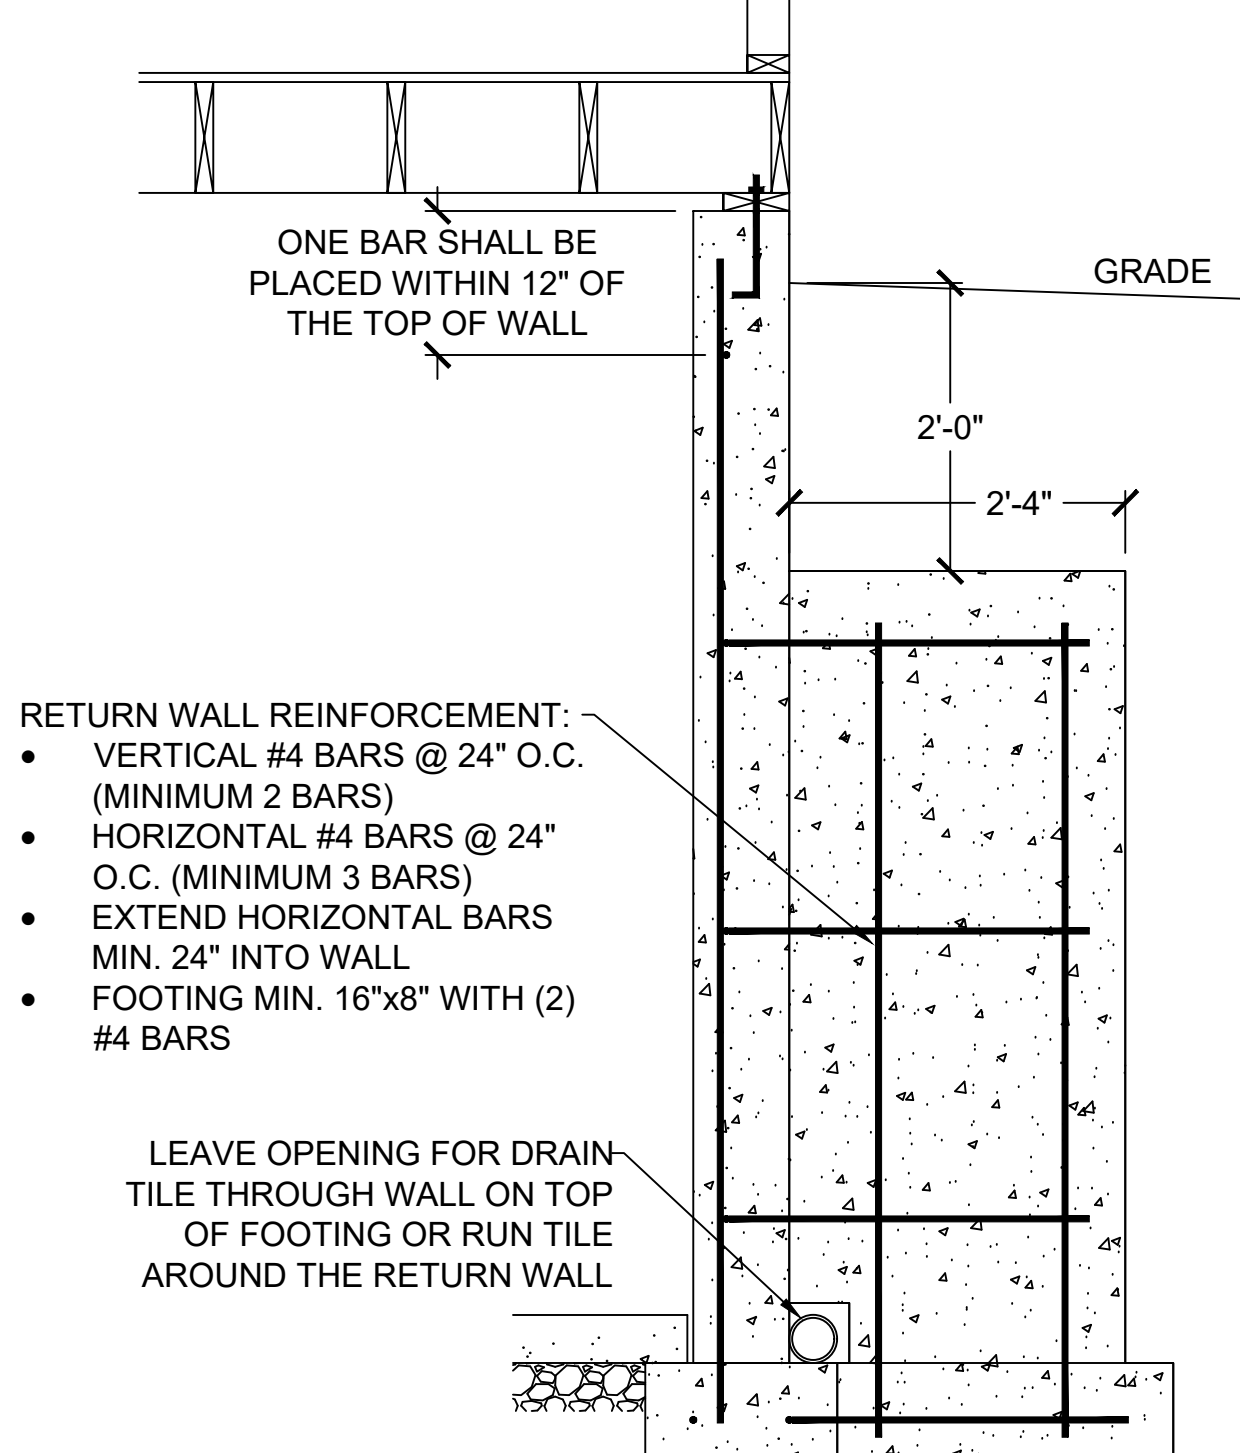 ONE BAR SHALL BE
PLACED WITHIN 12" OF
THE TOP OF WALL
GRADE
2'-0"
2'-4"
RETURN WALL REINFORCEMENT:
• VERTICAL #4 BARS @ 24" O.C.
(MINIMUM 2 BARS)
• HORIZONTAL #4 BARS @ 24"
O.C. (MINIMUM 3 BARS)
• EXTEND HORIZONTAL BARS
MIN. 24" INTO WALL
• FOOTING MIN. 16"x8" WITH (2)
#4 BARS
LEAVE OPENING FOR DRAIN
TILE THROUGH WALL ON TOP
OF FOOTING OR RUN TILE
AROUND THE RETURN WALL